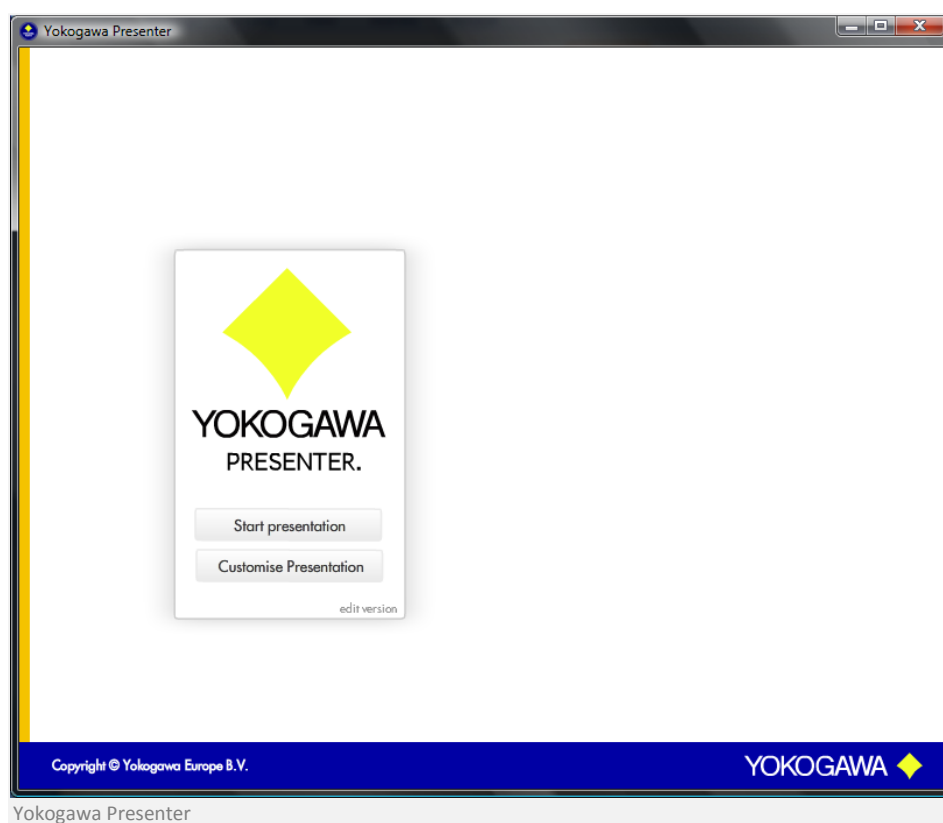 Yokogawa Presenter
YOKOGAWA
PRESENTER.
Start presentation
Customise Presentation
edit version
Copyright © Yokogawa Europe B.V.
YOKOGAWA
Yokogawa Presenter